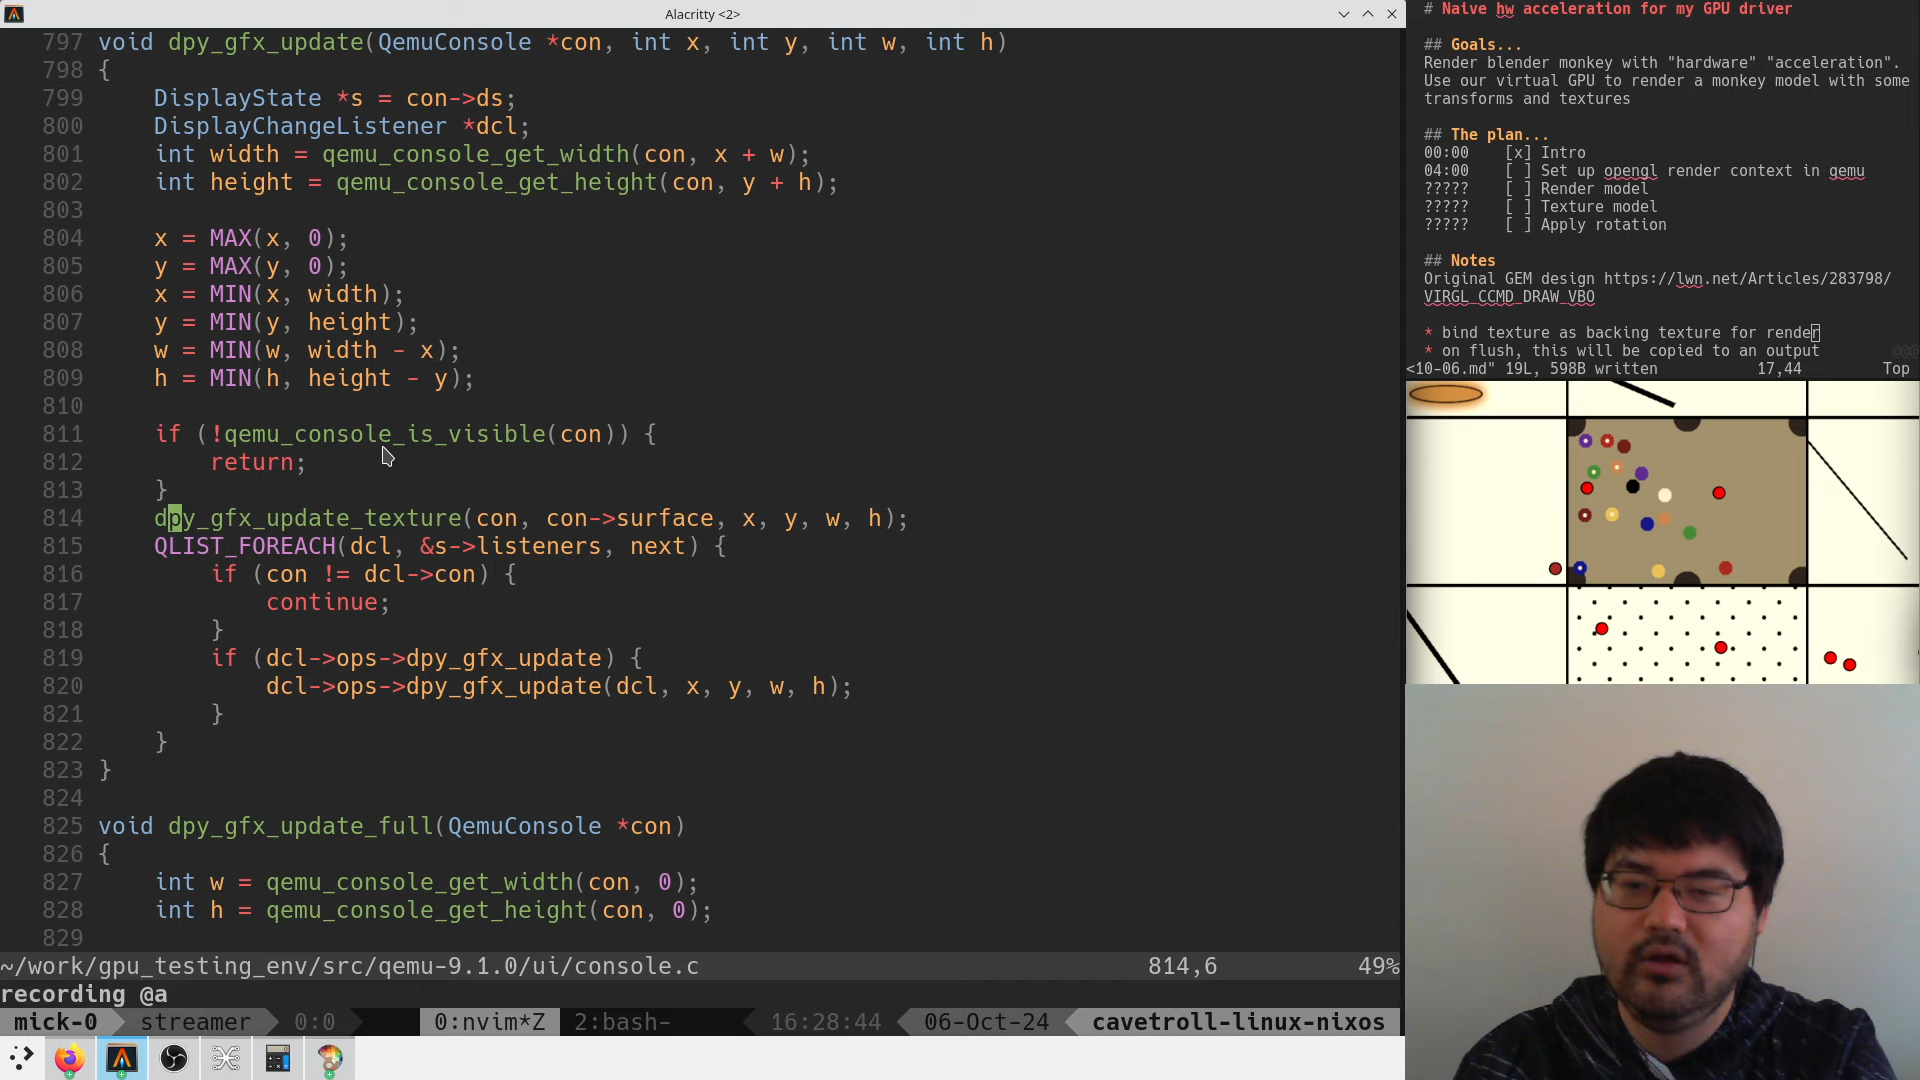 Alacritty <2>
797 void dpy_gfx_update(QemuConsole *con, int x, int y, int w, int h)
798 {
799     DisplayState *s = con->ds;
800     DisplayChangeListener *dcl;
801     int width = qemu_console_get_width(con, x + w);
802     int height = qemu_console_get_height(con, y + h);
803
804     x = MAX(x, 0);
805     y = MAX(y, 0);
806     x = MIN(x, width);
807     y = MIN(y, height);
808     w = MIN(w, width - x);
809     h = MIN(h, height - y);
810
811     if (!qemu_console_is_visible(con)) {
812         return;
813     }
814     dpy_gfx_update_texture(con, con->surface, x, y, w, h);
815     QLIST_FOREACH(dcl, &s->listeners, next) {
816         if (con != dcl->con) {
817             continue;
818         }
819         if (dcl->ops->dpy_gfx_update) {
820             dcl->ops->dpy_gfx_update(dcl, x, y, w, h);
821         }
822     }
823 }
824
825 void dpy_gfx_update_full(QemuConsole *con)
826 {
827     int w = qemu_console_get_width(con, 0);
828     int h = qemu_console_get_height(con, 0);
829
~/work/gpu_testing_env/src/qemu-9.1.0/ui/console.c 814,6 49%
recording @a
mick-0 streamer 0:0 0:nvim*Z 2:bash- 16:28:44 06-Oct-24 cavetroll-linux-nixos
# Naive hw acceleration for my GPU driver
## Goals...
Render blender monkey with "hardware" "acceleration".
Use our virtual GPU to render a monkey model with some
transforms and textures
## The plan...
00:00 [x] Intro
04:00 [ ] Set up opengl render context in qemu
????? [ ] Render model
????? [ ] Texture model
????? [ ] Apply rotation
## Notes
Original GEM design https://lwn.net/Articles/283798/
VIRGL_CCMD_DRAW_VBO
* bind texture as backing texture for render
* on flush, this will be copied to an output @@@
<10-06.md" 19L, 598B written 17,44 Top